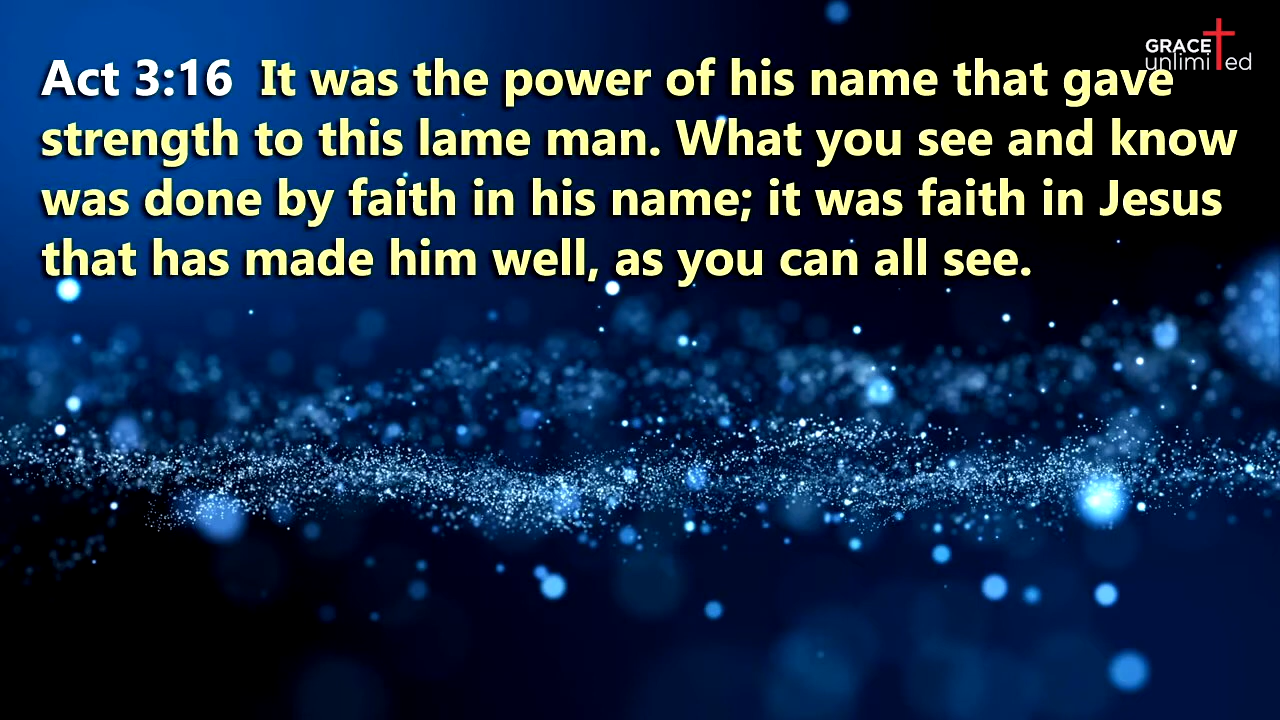 GRACE
unlimited
Act 3:16 It was the power of his name that gave
strength to this lame man. What you see and know
was done by faith in his name; it was faith in Jesus
that has made him well, as you can all see.